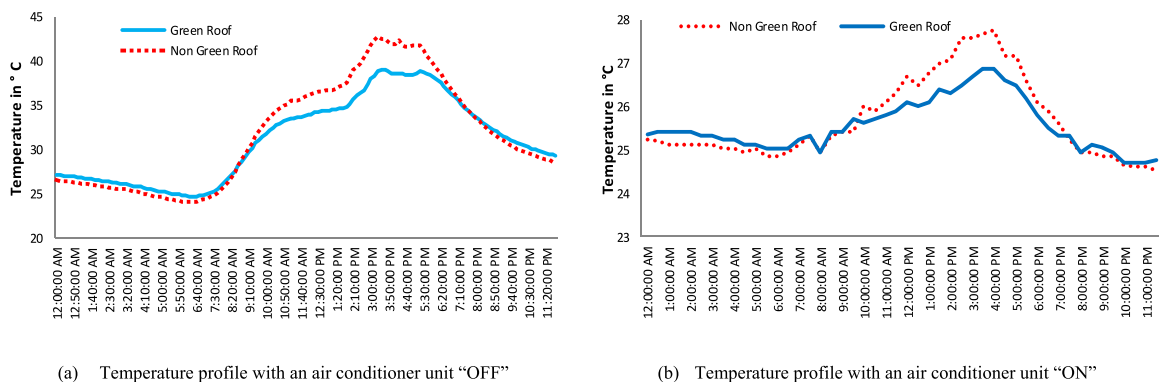 45
40
35
30
25
20
Temperature in ° C
Green Roof
Non Green Roof
12:00:00 AM
12:50:00 AM
1:40:00 AM
2:30:00 AM
3:20:00 AM
4:10:00 AM
5:00:00 AM
5:50:00 AM
6:40:00 AM
7:30:00 AM
8:20:00 AM
9:10:00 AM
10:00:00 AM
10:50:00 AM
11:40:00 AM
12:30:00 PM
1:20:00 PM
2:10:00 PM
3:00:00 PM
3:50:00 PM
4:40:00 PM
5:30:00 PM
6:20:00 PM
7:10:00 PM
8:00:00 PM
8:50:00 PM
9:40:00 PM
10:30:00 PM
11:20:00 PM
(a) Temperature profile with an air conditioner unit “OFF”
28
27
26
25
24
23
Temperature in °C
Non Green Roof
Green Roof
12:00:00 AM
1:00:00 AM
2:00:00 AM
3:00:00 AM
4:00:00 AM
5:00:00 AM
6:00:00 AM
7:00:00 AM
8:00:00 AM
9:00:00 AM
10:00:00 AM
11:00:00 AM
12:00:00 PM
1:00:00 PM
2:00:00 PM
3:00:00 PM
4:00:00 PM
5:00:00 PM
6:00:00 PM
7:00:00 PM
8:00:00 PM
9:00:00 PM
10:00:00 PM
11:00:00 PM
(b) Temperature profile with an air conditioner unit “ON”